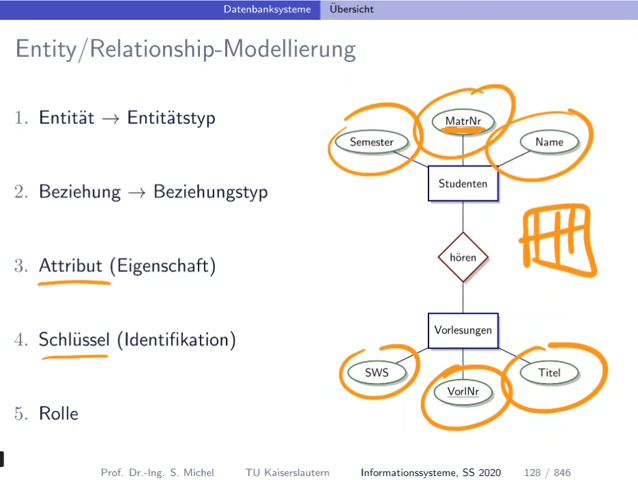 Datenbanksysteme Übersicht
Entity/Relationship-Modellierung
1. Entität → Entitätstyp
2. Beziehung → Beziehungstyp
3. Attribut (Eigenschaft)
4. Schlüssel (Identifikation)
5. Rolle
MatrNr
Semester
Name
Studenten
hören
Vorlesungen
SWS
VorlNr
Titel
Prof. Dr.-Ing. S. Michel TU Kaiserslautern Informationssysteme, SS 2020 128 / 846